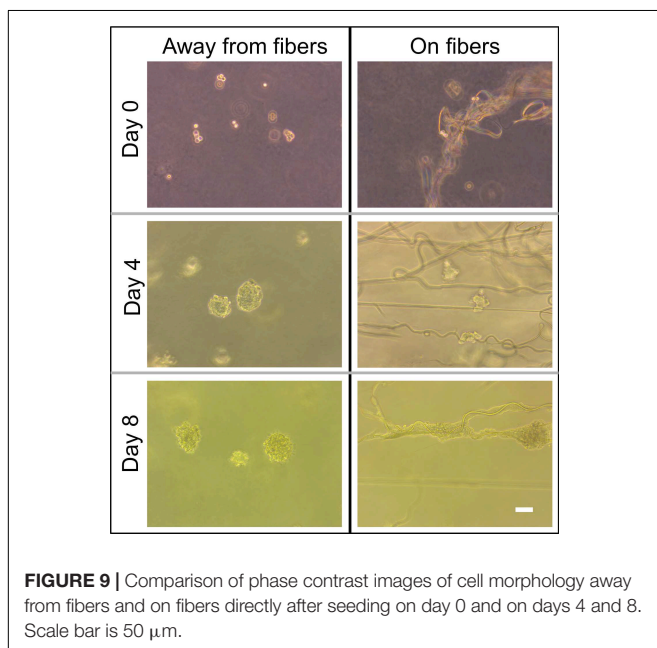 Away from fibers On fibers
Day 0
Day 4
Day 8
FIGURE 9 | Comparison of phase contrast images of cell morphology away
from fibers and on fibers directly after seeding on day 0 and on days 4 and 8.
Scale bar is 50 μm.